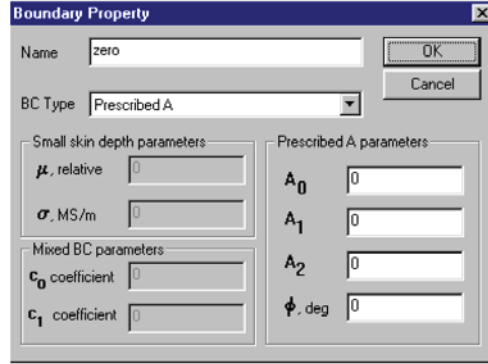 Boundary Property
Name zero
OK
Cancel
BC Type Prescribed A
Small skin depth parameters
μ, relative 0
σ, MS/m 0
Mixed BC parameters
c0 coefficient 0
c1 coefficient 0
Prescribed A parameters
A0 0
A1 0
A2 0
ϕ, deg 0